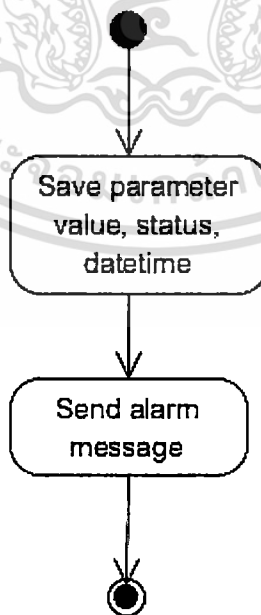 Save parameter
value, status,
datetime
Send alarm
message